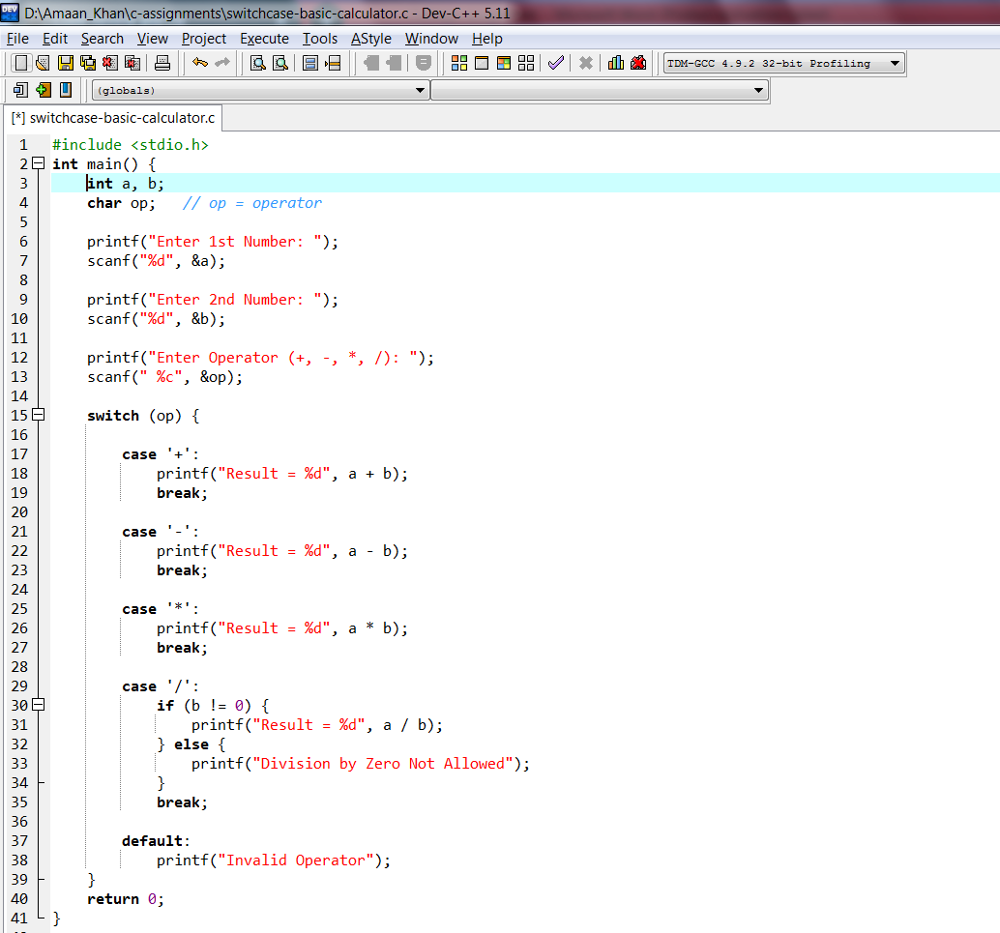 D:\Amaan_Khan\c-assignments\switchcase-basic-calculator.c - Dev-C++ 5.11
File Edit Search View Project Execute Tools AStyle Window Help
TDM-GCC 4.9.2 32-bit Profiling
(globals)
[*] switchcase-basic-calculator.c
1 #include <stdio.h>
2 int main() {
3     int a, b;
4     char op;   // op = operator
5
6     printf("Enter 1st Number: ");
7     scanf("%d", &a);
8
9     printf("Enter 2nd Number: ");
10     scanf("%d", &b);
11
12     printf("Enter Operator (+, -, *, /): ");
13     scanf(" %c", &op);
14
15     switch (op) {
16
17         case '+':
18             printf("Result = %d", a + b);
19             break;
20
21         case '-':
22             printf("Result = %d", a - b);
23             break;
24
25         case '*':
26             printf("Result = %d", a * b);
27             break;
28
29         case '/':
30             if (b != 0) {
31                 printf("Result = %d", a / b);
32             } else {
33                 printf("Division by Zero Not Allowed");
34             }
35             break;
36
37         default:
38             printf("Invalid Operator");
39     }
40     return 0;
41 }